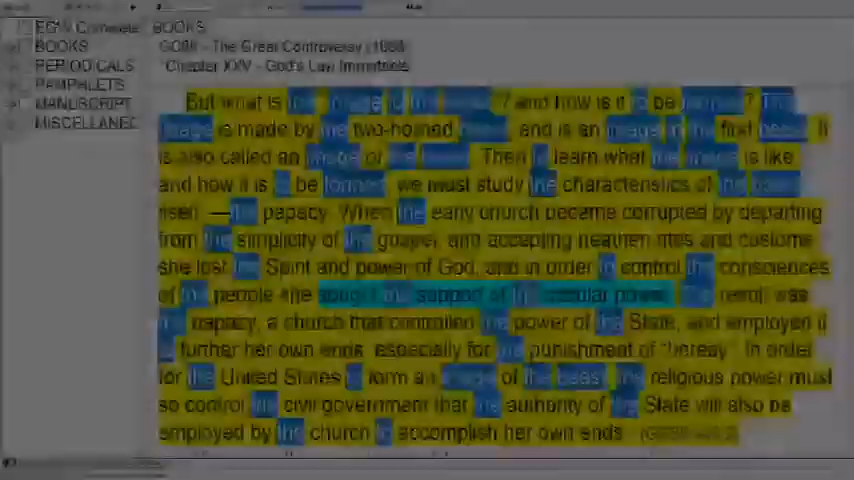 BOOKS
BOOKS
GC88 - The Great Controversy (1888)
PERIODICALS
Chapter XXV - God's Law Immutable
PAMPHLETS
MANUSCRIPT
MISCELLANE
But what is the "image to the beast"? and how is it to be formed? The
image is made by the two-horned beast, and is an image to the first beast. It
is also called an image of the beast. Then to learn what the image is like,
and how it is to be formed, we must study the characteristics of the beast
itself,—the papacy. When the early church became corrupted by departing
from the simplicity of the gospel, and accepting heathen rites and customs,
she lost the Spirit and power of God; and in order to control the consciences
of the people she sought the support of the secular power. The result was
the papacy, a church that controlled the power of the State, and employed it
to further her own ends, especially for the punishment of "heresy". In order
for the United States to form an image of the beast, the religious power must
so control the civil government that the authority of the State will also be
employed by the church to accomplish her own ends.